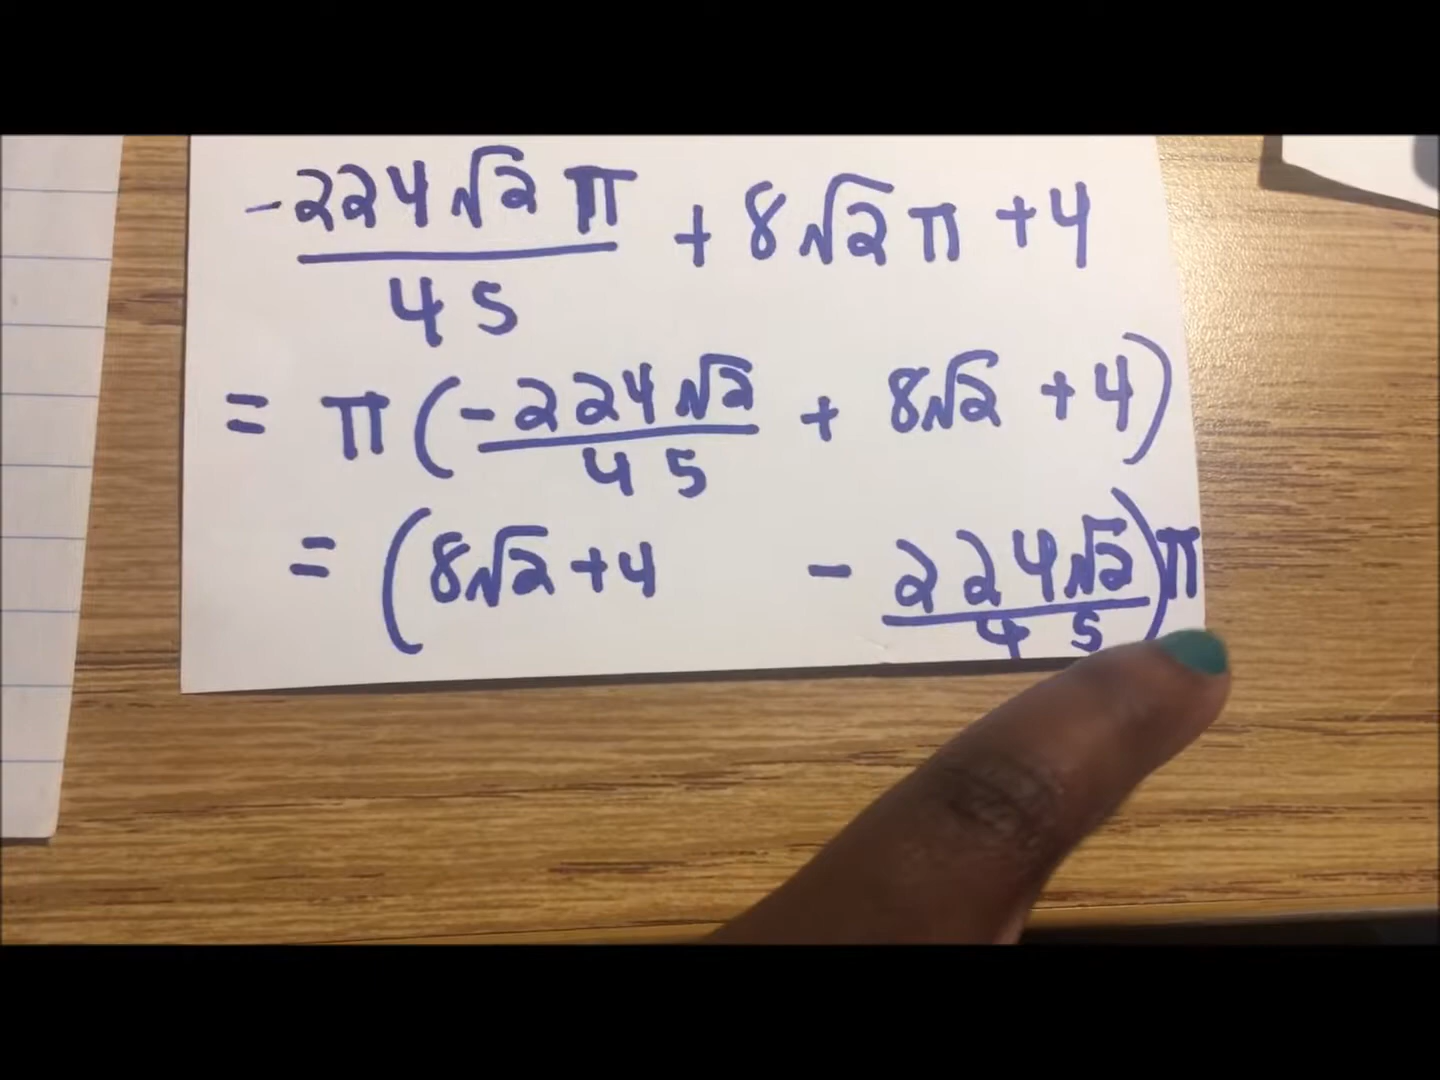 -224√2 π/45 + 8√2 π + 4
= π(-224√2/45 + 8√2 + 4)
= (8√2 + 4 - 224√2/45)π